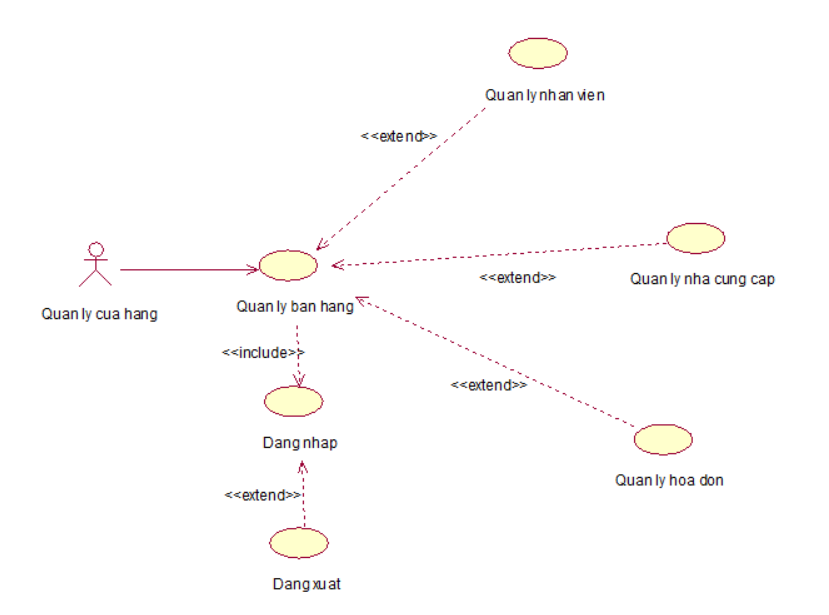 Quan ly nhan vien
<<extend>>
<<extend>>
Quan ly nha cung cap
Quan ly cua hang
Quan ly ban hang
<<include>>
<<extend>>
Dang nhap
Quan ly hoa don
<<extend>>
Dang xuat